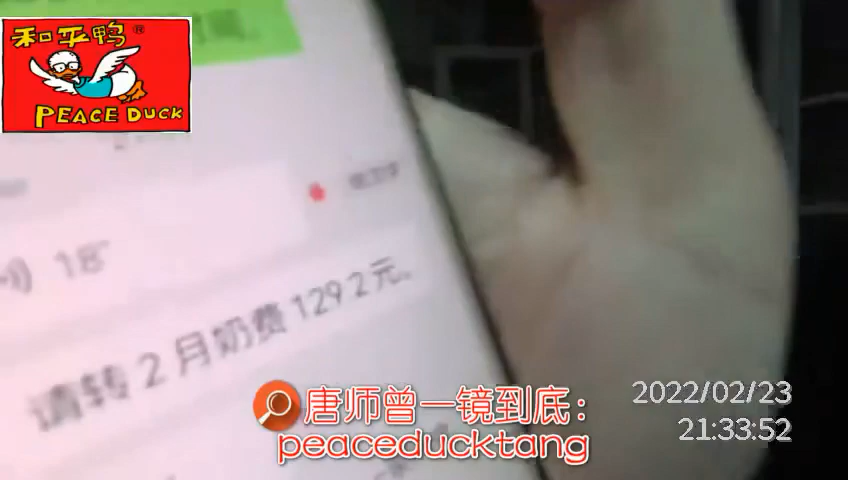 和平鸭®
PEACE DUCK
18"
请转2月奶费1292元。
唐师曾一镜到底：
peaceducktang
2022/02/23
21:33:52